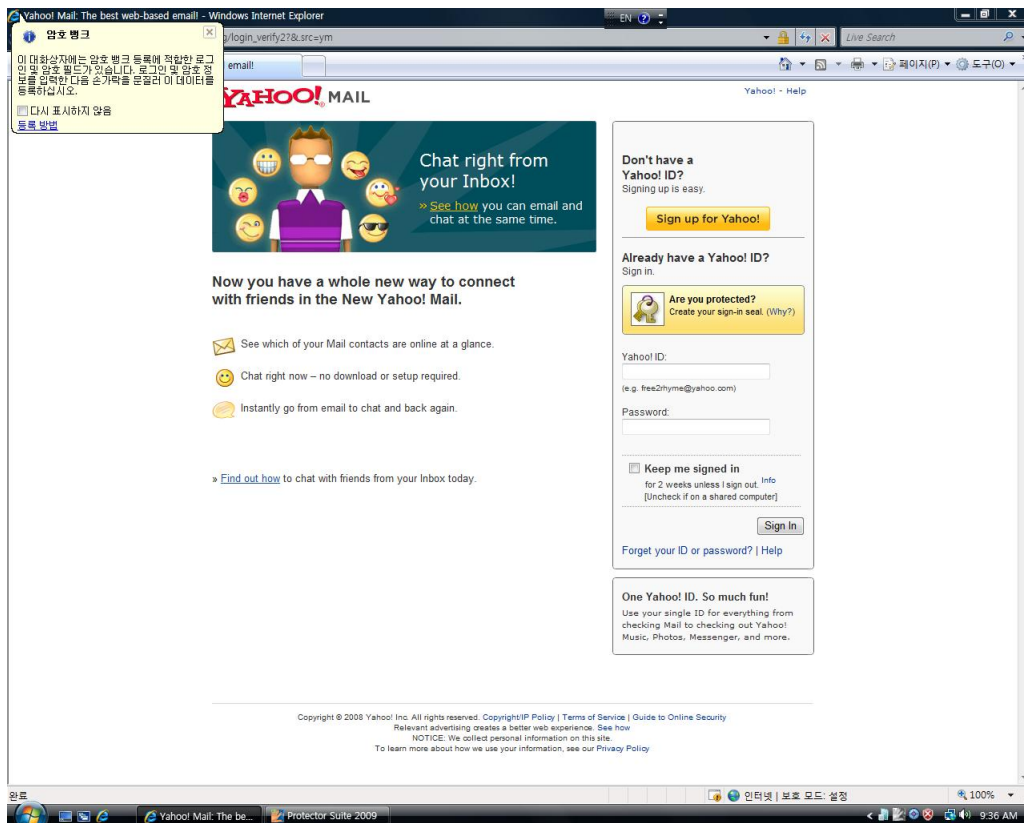 Yahoo! Mail: The best web-based email! - Windows Internet Explorer
EN
암호 뱅크
이 대화상자에는 암호 뱅크 등록에 적합한 로그
인 및 암호 필드가 있습니다. 로그인 및 암호 정
보를 입력한 다음 손가락을 문질러 이 데이터를
등록하십시오.
다시 표시하지 않음
등록 방법
g/login_verify2?&.src=ym
Live Search
email!
페이지(P)
도구(O)
YAHOO! MAIL
Yahoo! - Help
Chat right from
your Inbox!
» See how you can email and
chat at the same time.
Now you have a whole new way to connect
with friends in the New Yahoo! Mail.
See which of your Mail contacts are online at a glance.
Chat right now – no download or setup required.
Instantly go from email to chat and back again.
» Find out how to chat with friends from your Inbox today.
Don't have a
Yahoo! ID?
Signing up is easy.
Sign up for Yahoo!
Already have a Yahoo! ID?
Sign in.
Are you protected?
Create your sign-in seal. (Why?)
Yahoo! ID:
(e.g. free2rhyme@yahoo.com)
Password:
Keep me signed in
for 2 weeks unless I sign out. Info
[Uncheck if on a shared computer]
Sign In
Forget your ID or password? | Help
One Yahoo! ID. So much fun!
Use your single ID for everything from
checking Mail to checking out Yahoo!
Music, Photos, Messenger, and more.
Copyright © 2008 Yahoo! Inc. All rights reserved. Copyright/IP Policy | Terms of Service | Guide to Online Security
Relevant advertising creates a better web experience. See how
NOTICE: We collect personal information on this site.
To learn more about how we use your information, see our Privacy Policy
완료
인터넷 | 보호 모드: 설정
100%
Yahoo! Mail: The be...
Protector Suite 2009
9:36 AM